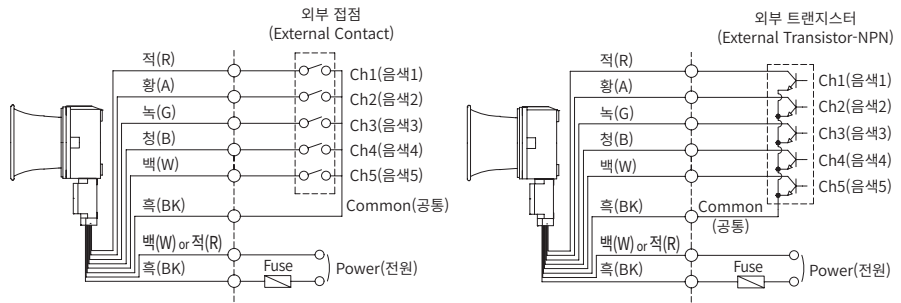 외부 접점
(External Contact)
적(R)
황(A)
녹(G)
청(B)
백(W)
흑(BK)
백(W) or 적(R)
흑(BK)
Ch1(음색1)
Ch2(음색2)
Ch3(음색3)
Ch4(음색4)
Ch5(음색5)
Common(공통)
Fuse
Power(전원)
외부 트랜지스터
(External Transistor-NPN)
적(R)
황(A)
녹(G)
청(B)
백(W)
흑(BK)
백(W) or 적(R)
흑(BK)
Ch1(음색1)
Ch2(음색2)
Ch3(음색3)
Ch4(음색4)
Ch5(음색5)
Common
(공통)
Fuse
Power(전원)